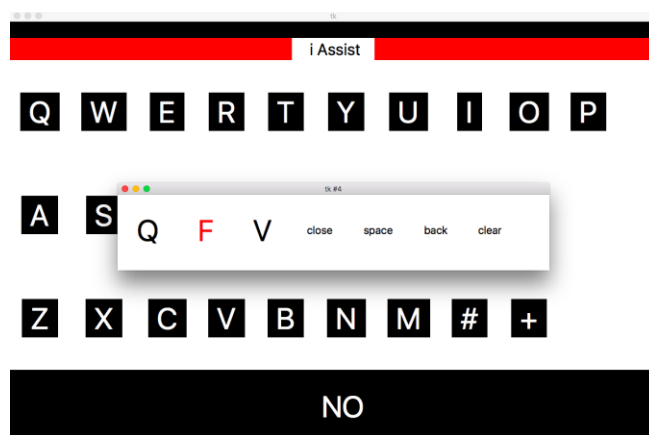 tk
i Assist
Q W E R T Y U I O P
A S
tk #4
Q F V close space back clear
Z X C V B N M # +
NO